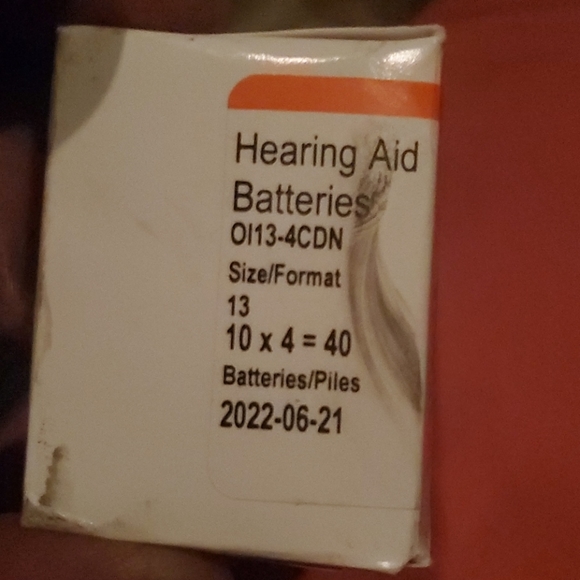 Hearing Aid
Batteries
OI13-4CDN
Size/Format
13
10 x 4 = 40
Batteries/Piles
2022-06-21